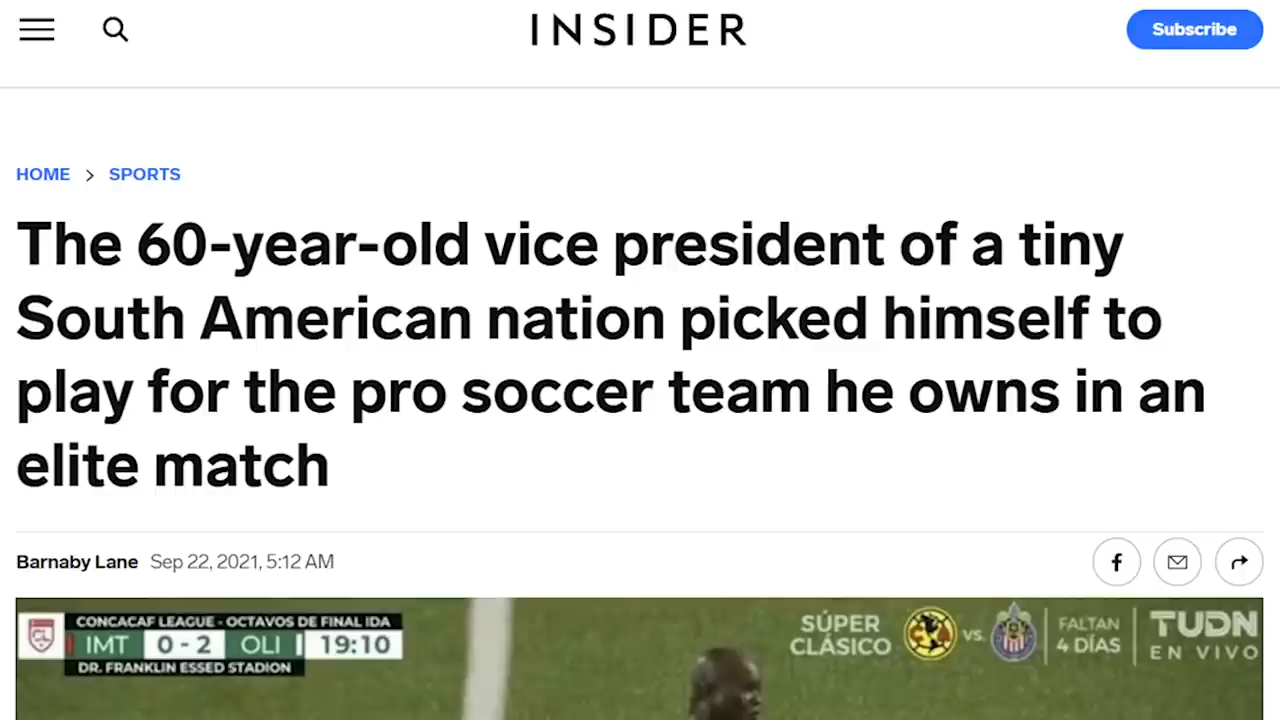 INSIDER
Subscribe
HOME > SPORTS
The 60-year-old vice president of a tiny
South American nation picked himself to
play for the pro soccer team he owns in an
elite match
Barnaby Lane Sep 22, 2021, 5:12 AM
CONCACAF LEAGUE - OCTAVOS DE FINAL IDA
IMT 0 - 2 OLI 19:10
DR. FRANKLIN ESSED STADION
SÚPER
CLÁSICO
VS.
FALTAN
4 DÍAS
TUDN
EN VIVO